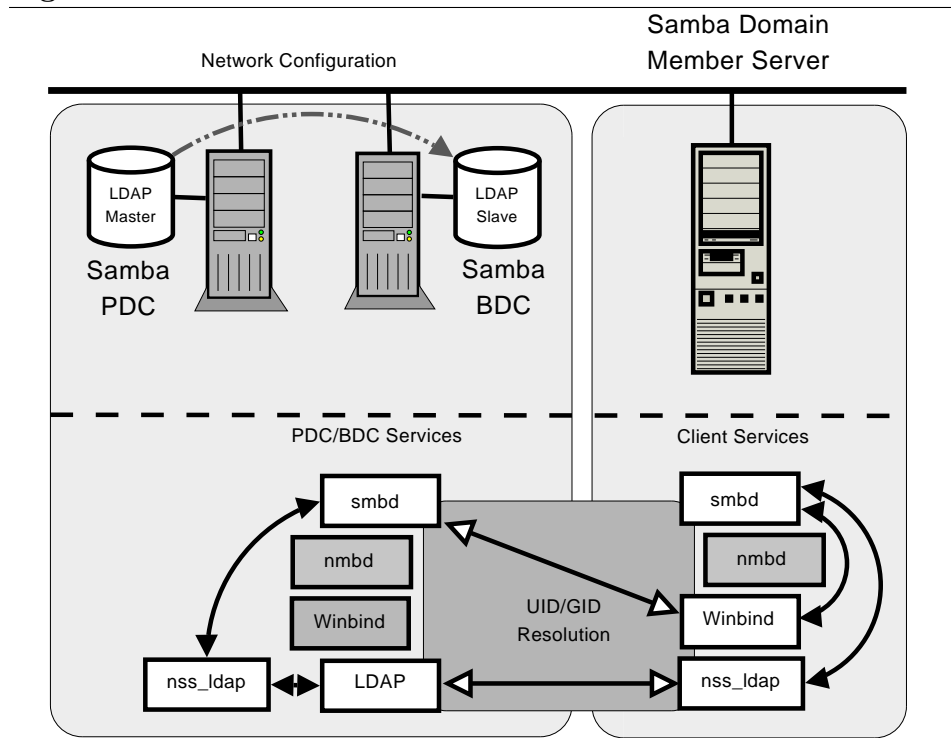 Samba Domain
Member Server
Network Configuration
LDAP
Master
LDAP
Slave
Samba
PDC
Samba
BDC
PDC/BDC Services
Client Services
smbd
smbd
nmbd
nmbd
Winbind
UID/GID
Resolution
Winbind
nss_ldap
LDAP
nss_ldap